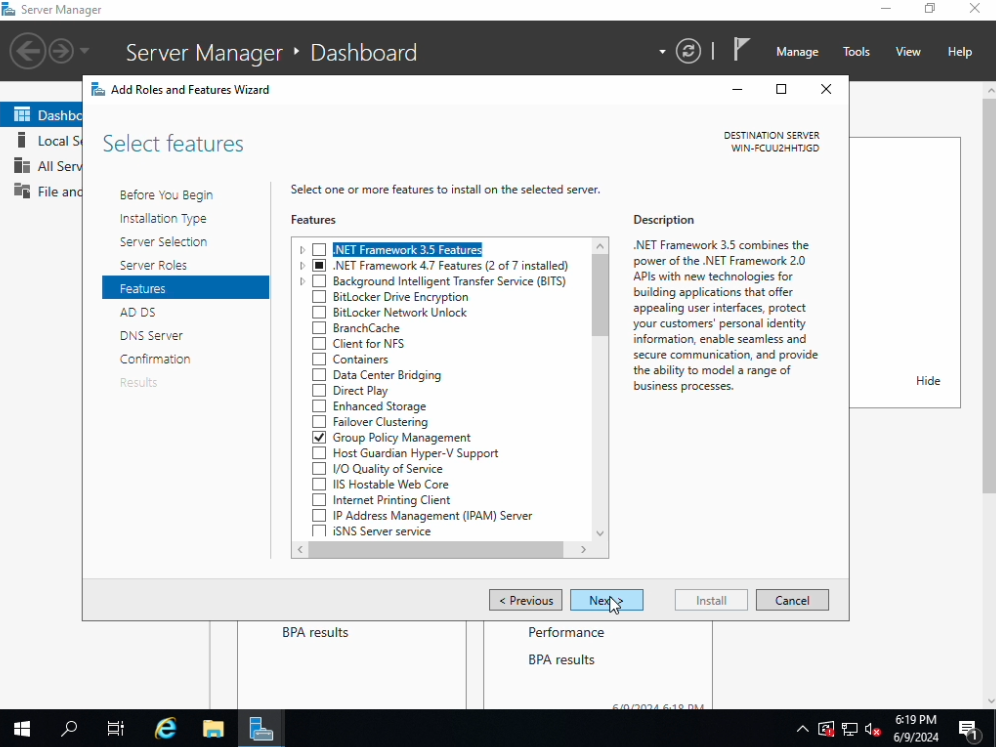 Server Manager
Server Manager ‣ Dashboard
Manage Tools View Help
Dashbo
Local Se
All Serv
File and
Add Roles and Features Wizard
Select features
DESTINATION SERVER
WIN-FCUU2HHTJGD
Before You Begin
Installation Type
Server Selection
Server Roles
Features
AD DS
DNS Server
Confirmation
Results
Select one or more features to install on the selected server.
Features
.NET Framework 3.5 Features
.NET Framework 4.7 Features (2 of 7 installed)
Background Intelligent Transfer Service (BITS)
BitLocker Drive Encryption
BitLocker Network Unlock
BranchCache
Client for NFS
Containers
Data Center Bridging
Direct Play
Enhanced Storage
Failover Clustering
Group Policy Management
Host Guardian Hyper-V Support
I/O Quality of Service
IIS Hostable Web Core
Internet Printing Client
IP Address Management (IPAM) Server
iSNS Server service
Description
.NET Framework 3.5 combines the
power of the .NET Framework 2.0
APIs with new technologies for
building applications that offer
appealing user interfaces, protect
your customers' personal identity
information, enable seamless and
secure communication, and provide
the ability to model a range of
business processes.
Hide
< Previous
Next >
Install
Cancel
BPA results
Performance
BPA results
6/9/2024 6:18 PM
6:19 PM
6/9/2024
1